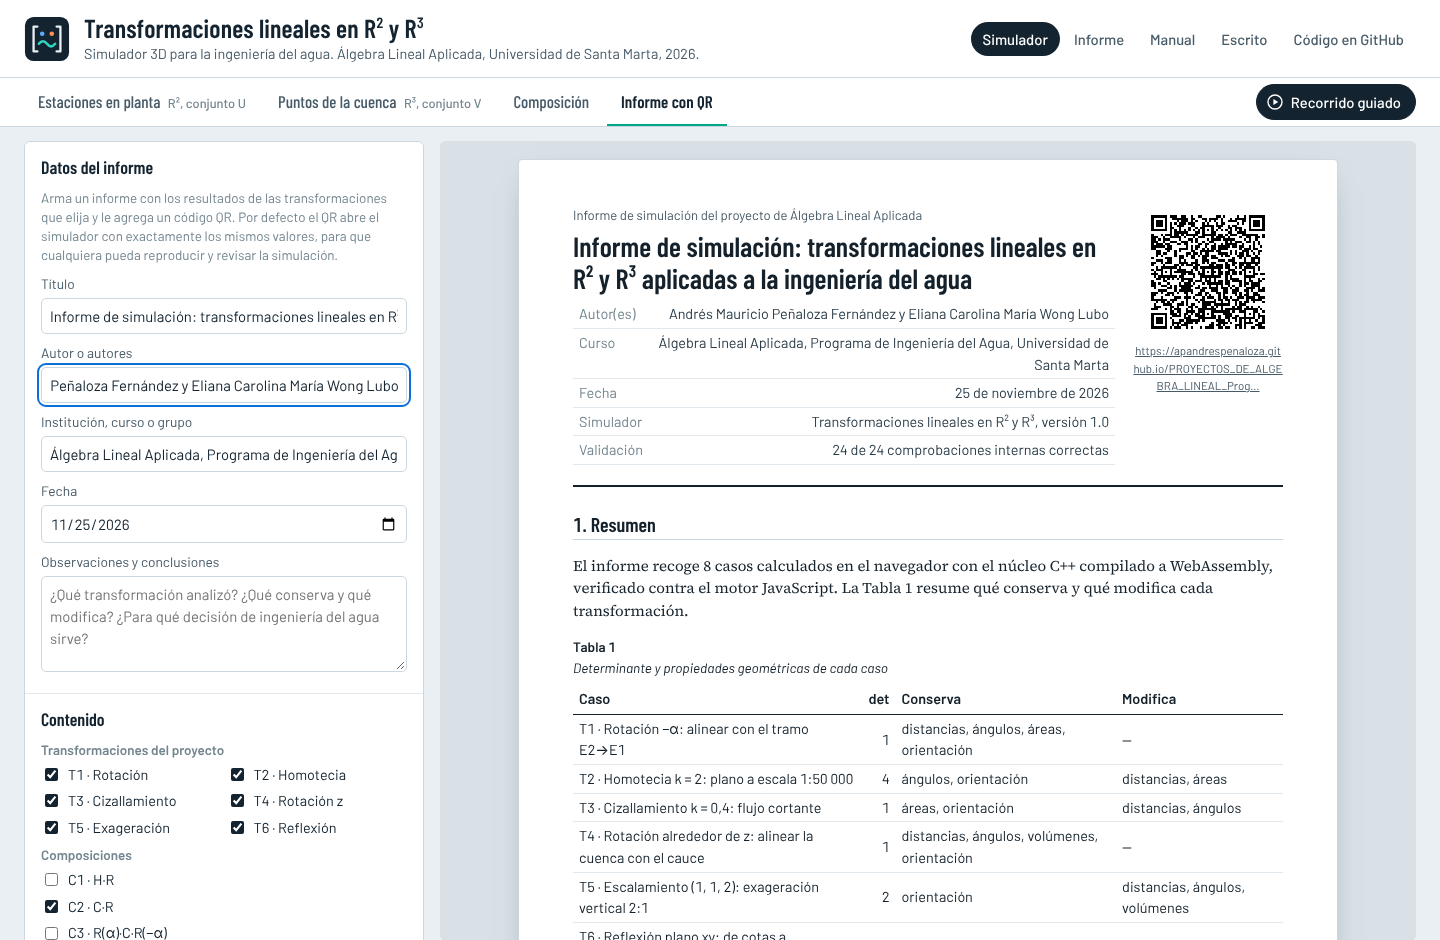 Transformaciones lineales en R² y R³
Simulador 3D para la ingeniería del agua. Álgebra Lineal Aplicada, Universidad de Santa Marta, 2026.
Simulador
Informe
Manual
Escrito
Código en GitHub
Estaciones en planta R², conjunto U
Puntos de la cuenca R³, conjunto V
Composición
Informe con QR
Recorrido guiado
Datos del informe
Arma un informe con los resultados de las transformaciones
que elija y le agrega un código QR. Por defecto el QR abre el
simulador con exactamente los mismos valores, para que
cualquiera pueda reproducir y revisar la simulación.
Título
Informe de simulación: transformaciones lineales en R
Autor o autores
Peñaloza Fernández y Eliana Carolina María Wong Lubo
Institución, curso o grupo
Álgebra Lineal Aplicada, Programa de Ingeniería del Ag
Fecha
11/25/2026
Observaciones y conclusiones
¿Qué transformación analizó? ¿Qué conserva y qué
modifica? ¿Para qué decisión de ingeniería del agua
sirve?
Contenido
Transformaciones del proyecto
T1 · Rotación
T2 · Homotecia
T3 · Cizallamiento
T4 · Rotación z
T5 · Exageración
T6 · Reflexión
Composiciones
C1 · H·R
C2 · C·R
C3 · R(α)·C·R(−α)
Informe de simulación del proyecto de Álgebra Lineal Aplicada
Informe de simulación: transformaciones lineales en
R² y R³ aplicadas a la ingeniería del agua
Autor(es) Andrés Mauricio Peñaloza Fernández y Eliana Carolina María Wong Lubo
Curso Álgebra Lineal Aplicada, Programa de Ingeniería del Agua, Universidad de
Santa Marta
Fecha 25 de noviembre de 2026
Simulador Transformaciones lineales en R² y R³, versión 1.0
Validación 24 de 24 comprobaciones internas correctas
https://apandrespenaloza.git
hub.io/PROYECTOS_DE_ALGE
BRA_LINEAL_Prog...
1. Resumen
El informe recoge 8 casos calculados en el navegador con el núcleo C++ compilado a WebAssembly,
verificado contra el motor JavaScript. La Tabla 1 resume qué conserva y qué modifica cada
transformación.
Tabla 1
Determinante y propiedades geométricas de cada caso
Caso det Conserva Modifica
T1 · Rotación −α: alinear con el tramo
E2→E1
1
distancias, ángulos, áreas,
orientación
—
T2 · Homotecia k = 2: plano a escala 1:50 000 4 ángulos, orientación distancias, áreas
T3 · Cizallamiento k = 0,4: flujo cortante 1 áreas, orientación distancias, ángulos
T4 · Rotación alrededor de z: alinear la
cuenca con el cauce
1
distancias, ángulos, volúmenes,
orientación
—
T5 · Escalamiento (1, 1, 2): exageración
vertical 2:1
2
orientación
distancias, ángulos,
volúmenes
T6 · Reflexión plano xy: de cotas a